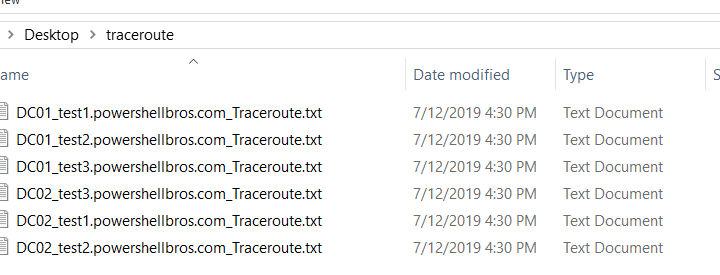 Desktop > traceroute
Date modified Type
DC01_test1.powershellbros.com_Traceroute.txt 7/12/2019 4:30 PM Text Document
DC01_test2.powershellbros.com_Traceroute.txt 7/12/2019 4:30 PM Text Document
DC01_test3.powershellbros.com_Traceroute.txt 7/12/2019 4:30 PM Text Document
DC02_test3.powershellbros.com_Traceroute.txt 7/12/2019 4:30 PM Text Document
DC02_test1.powershellbros.com_Traceroute.txt 7/12/2019 4:30 PM Text Document
DC02_test2.powershellbros.com_Traceroute.txt 7/12/2019 4:30 PM Text Document